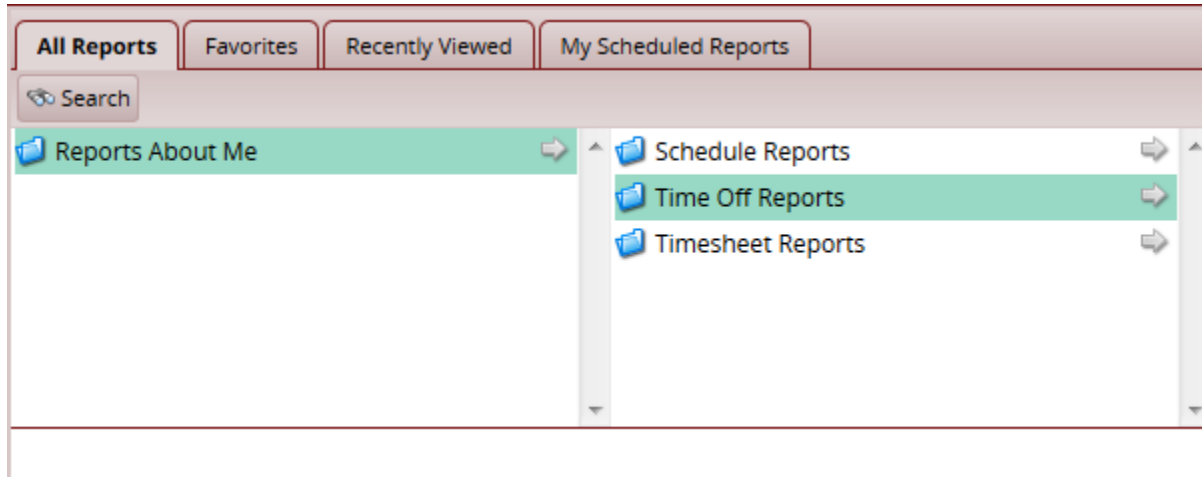 All Reports
Favorites
Recently Viewed
My Scheduled Reports
Search
Reports About Me
Schedule Reports
Time Off Reports
Timesheet Reports